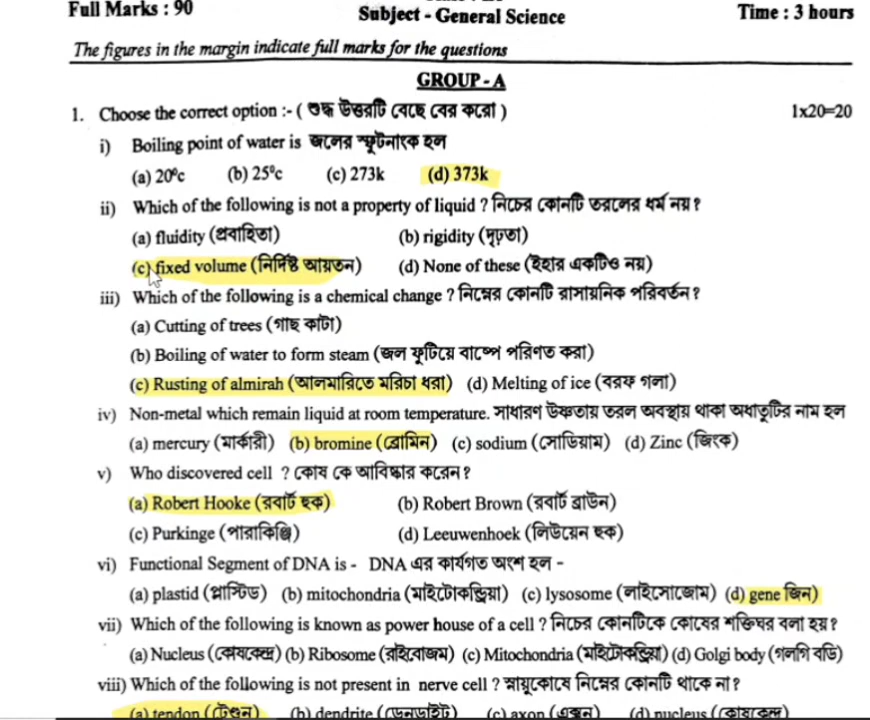 Full Marks : 90
Subject - General Science
Time : 3 hours
The figures in the margin indicate full marks for the questions
GROUP - A
1. Choose the correct option :- ( শুদ্ধ উত্তরটি বেছে বের করো ) 1x20=20
i) Boiling point of water is জলের স্ফুটনাংক হল
(a) 20⁰c (b) 25⁰c (c) 273k (d) 373k
ii) Which of the following is not a property of liquid ? নিচের কোনটি তরলের ধর্ম নয় ?
(a) fluidity (প্রবাহিতা) (b) rigidity (দৃঢ়তা)
(c) fixed volume (নির্দিষ্ট আয়তন) (d) None of these (ইহার একটিও নয়)
iii) Which of the following is a chemical change ? নিম্নের কোনটি রাসায়নিক পরিবর্তন ?
(a) Cutting of trees (গাছ কাটা)
(b) Boiling of water to form steam (জল ফুটিয়ে বাষ্পে পরিণত করা)
(c) Rusting of almirah (আলমারিতে মরিচা ধরা) (d) Melting of ice (বরফ গলা)
iv) Non-metal which remain liquid at room temperature. সাধারণ উষ্ণতায় তরল অবস্থায় থাকা অধাতুটির নাম হল
(a) mercury (মার্কারী) (b) bromine (ব্রোমিন) (c) sodium (সোডিয়াম) (d) Zinc (জিংক)
v) Who discovered cell ? কোষ কে আবিষ্কার করেন ?
(a) Robert Hooke (রবার্ট হুক) (b) Robert Brown (রবার্ট ব্রাউন)
(c) Purkinge (পারকিঞ্জি) (d) Leeuwenhoek (লিউয়েন হুক)
vi) Functional Segment of DNA is - DNA এর কার্যগত অংশ হল -
(a) plastid (প্লাস্টিড) (b) mitochondria (মাইটোকন্ড্রিয়া) (c) lysosome (লাইসোজোম) (d) gene জিন)
vii) Which of the following is known as power house of a cell ? নিচের কোনটিকে কোষের শক্তিঘর বলা হয় ?
(a) Nucleus (কোষকেন্দ্র) (b) Ribosome (রাইবোজম) (c) Mitochondria (মাইটোকন্ড্রিয়া) (d) Golgi body (গলগি বডি)
viii) Which of the following is not present in nerve cell ? স্নায়ুকোষে নিম্নের কোনটি থাকে না ?
(a) tendon (টেণ্ডন) (b) dendrite (ডেনড্রাইট) (c) axon (এক্সন) (d) nucleus (কোষকেন্দ্র)